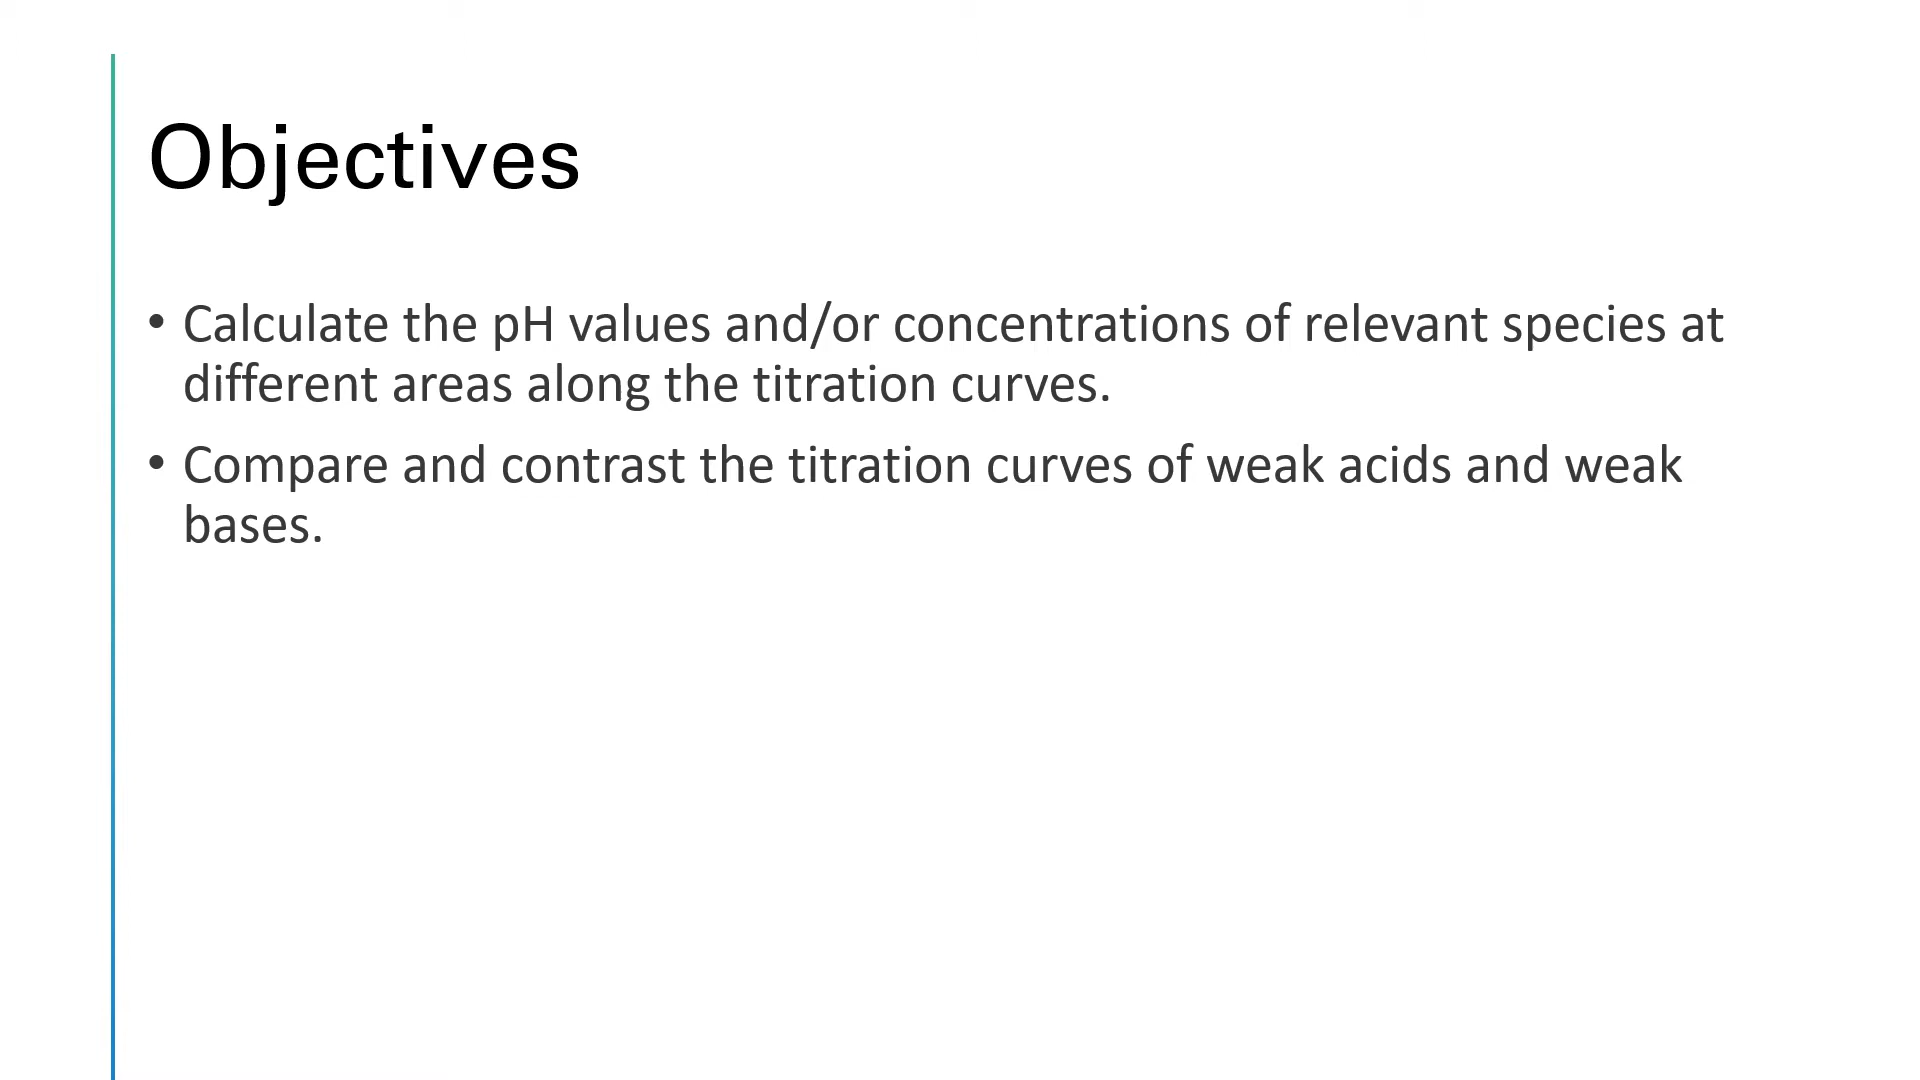 Objectives
• Calculate the pH values and/or concentrations of relevant species at
different areas along the titration curves.
• Compare and contrast the titration curves of weak acids and weak
bases.